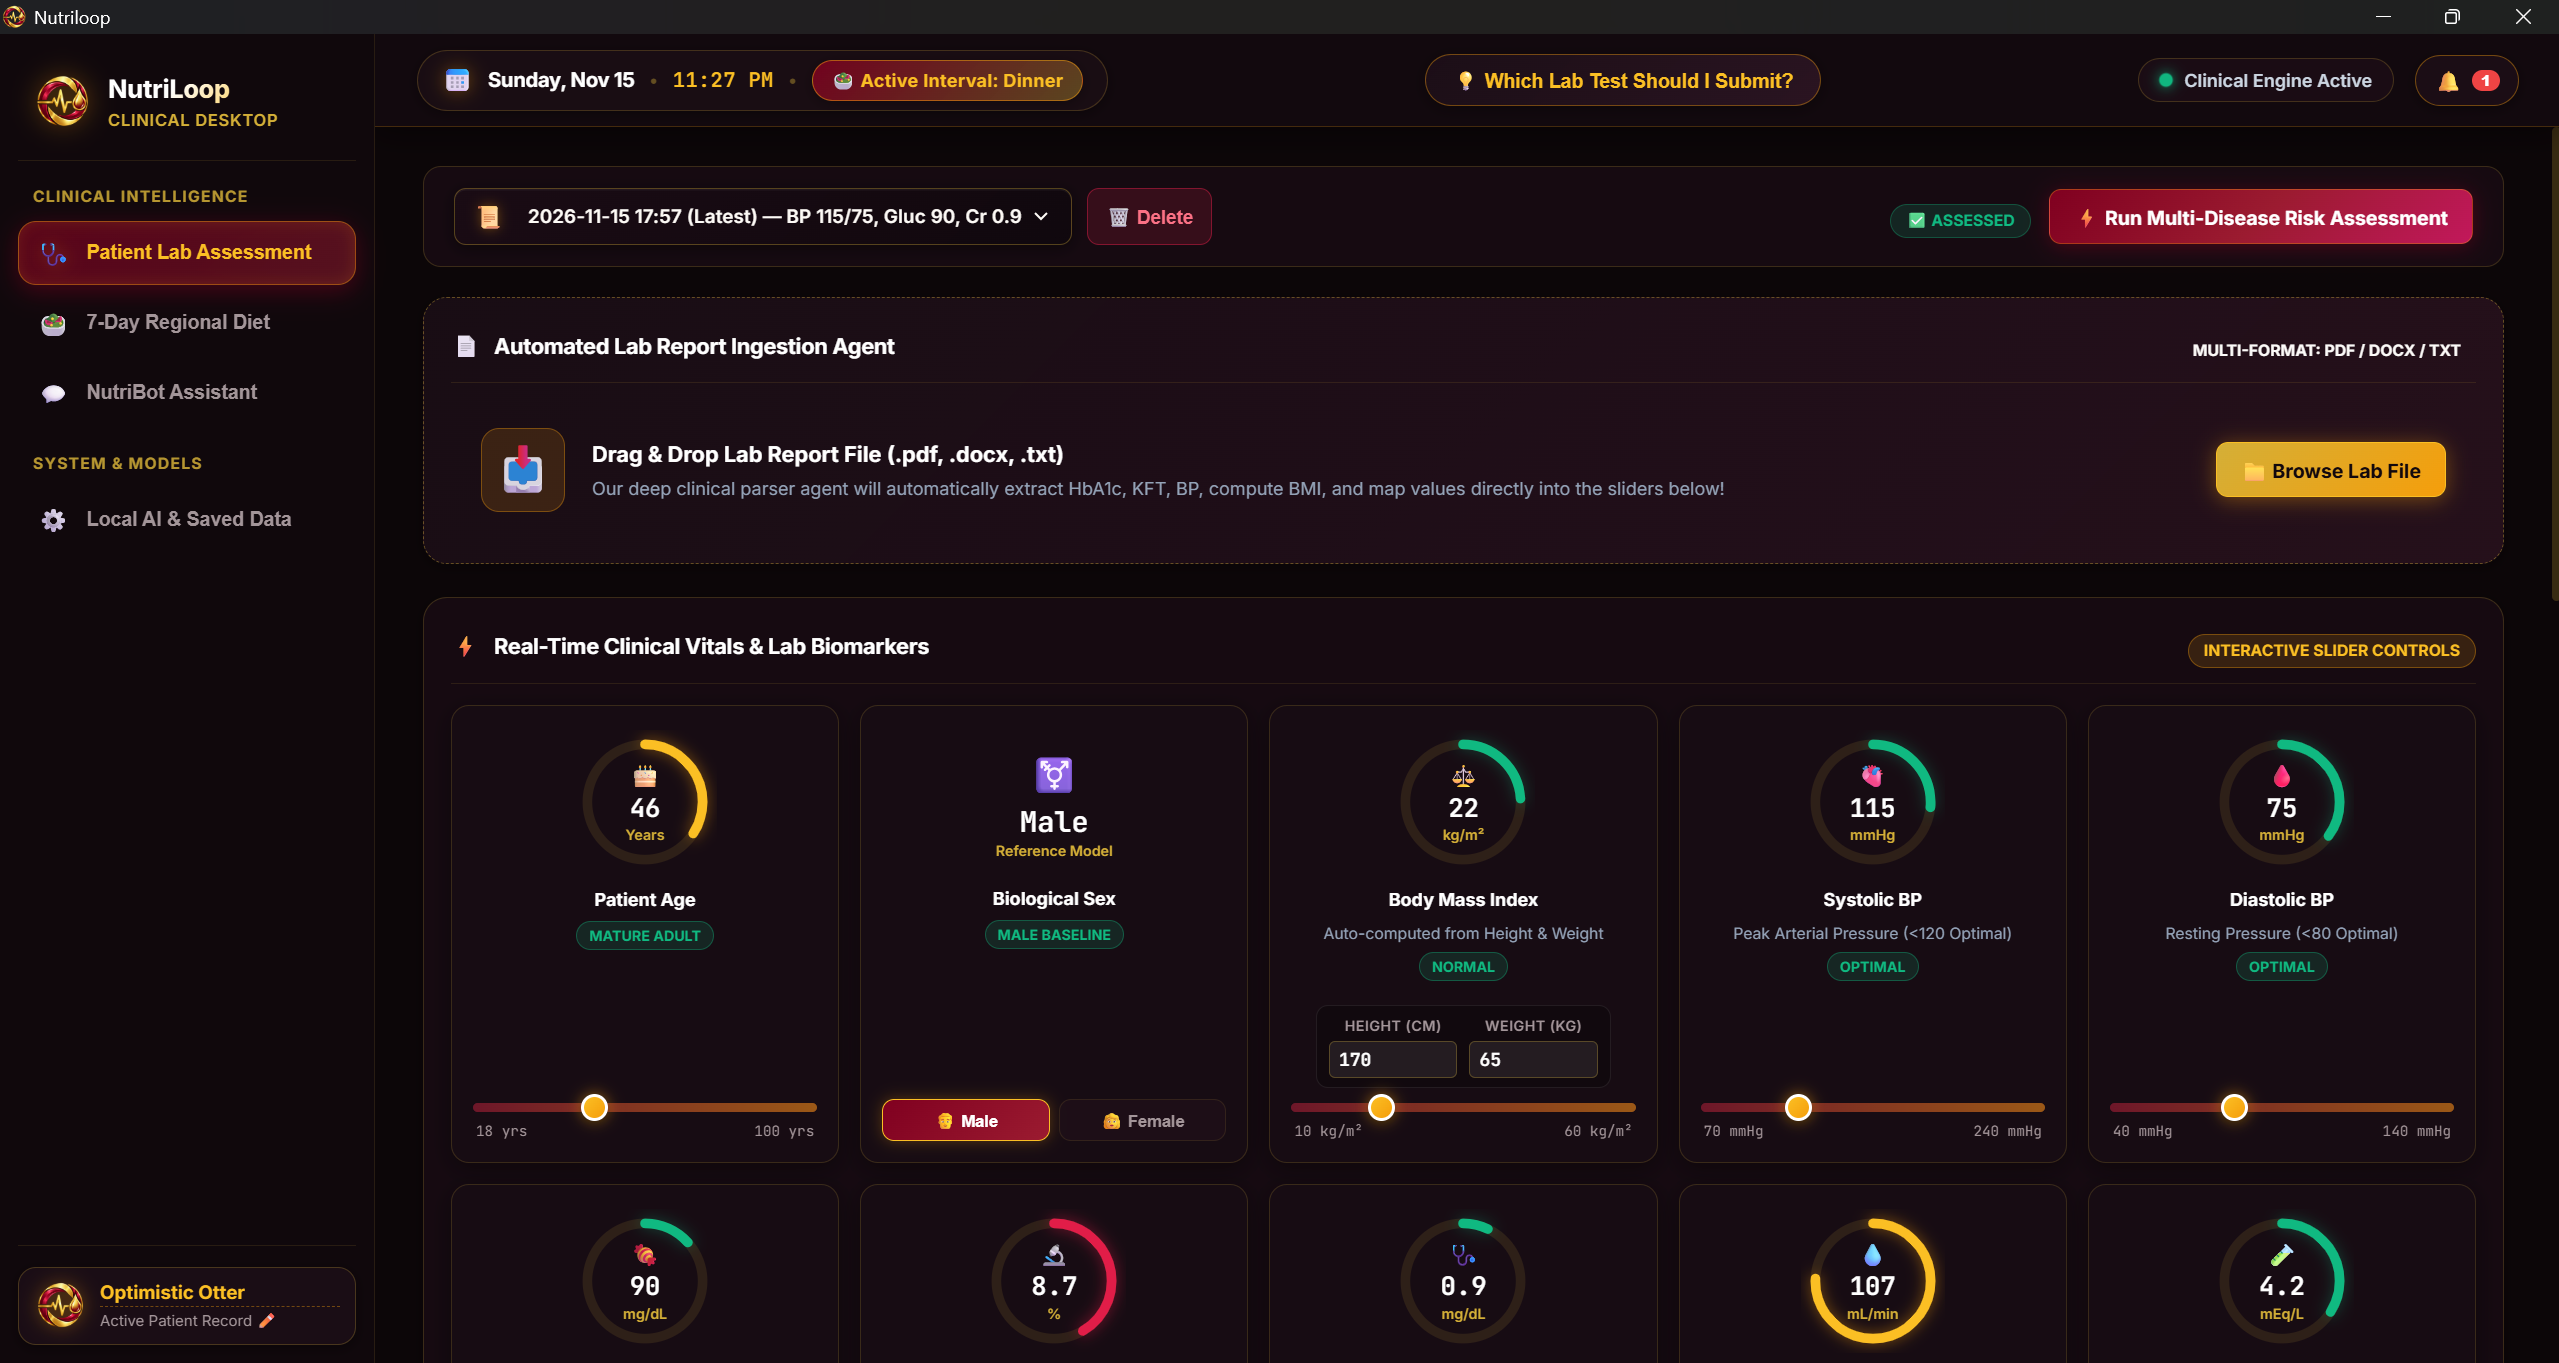 Nutriloop
NutriLoop
CLINICAL DESKTOP
CLINICAL INTELLIGENCE
Patient Lab Assessment
7-Day Regional Diet
NutriBot Assistant
SYSTEM & MODELS
Local AI & Saved Data
Optimistic Otter
Active Patient Record
Sunday, Nov 15 • 11:27 PM • Active Interval: Dinner
Which Lab Test Should I Submit?
Clinical Engine Active
1
2026-11-15 17:57 (Latest) — BP 115/75, Gluc 90, Cr 0.9
Delete
ASSESSED
Run Multi-Disease Risk Assessment
Automated Lab Report Ingestion Agent
MULTI-FORMAT: PDF / DOCX / TXT
Drag & Drop Lab Report File (.pdf, .docx, .txt)
Our deep clinical parser agent will automatically extract HbA1c, KFT, BP, compute BMI, and map values directly into the sliders below!
Browse Lab File
Real-Time Clinical Vitals & Lab Biomarkers
INTERACTIVE SLIDER CONTROLS
46
Years
Patient Age
MATURE ADULT
18 yrs
100 yrs
Male
Reference Model
Biological Sex
MALE BASELINE
Male
Female
22
kg/m²
Body Mass Index
Auto-computed from Height & Weight
NORMAL
HEIGHT (CM)
WEIGHT (KG)
170
65
10 kg/m²
60 kg/m²
115
mmHg
Systolic BP
Peak Arterial Pressure (<120 Optimal)
OPTIMAL
70 mmHg
240 mmHg
75
mmHg
Diastolic BP
Resting Pressure (<80 Optimal)
OPTIMAL
40 mmHg
140 mmHg
90
mg/dL
8.7
%
0.9
mg/dL
107
mL/min
4.2
mEq/L